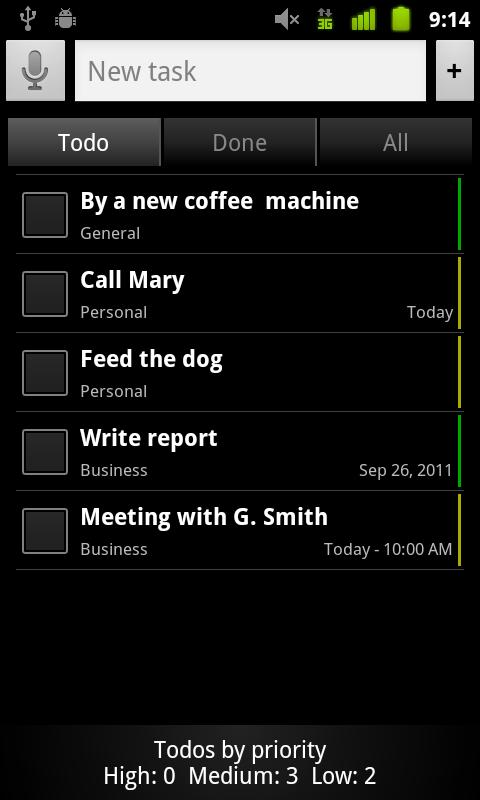 3G 9:14
New task +
Todo Done All
By a new coffee  machine
General
Call Mary
Personal Today
Feed the dog
Personal
Write report
Business Sep 26, 2011
Meeting with G. Smith
Business Today - 10:00 AM
Todos by priority
High: 0  Medium: 3  Low: 2